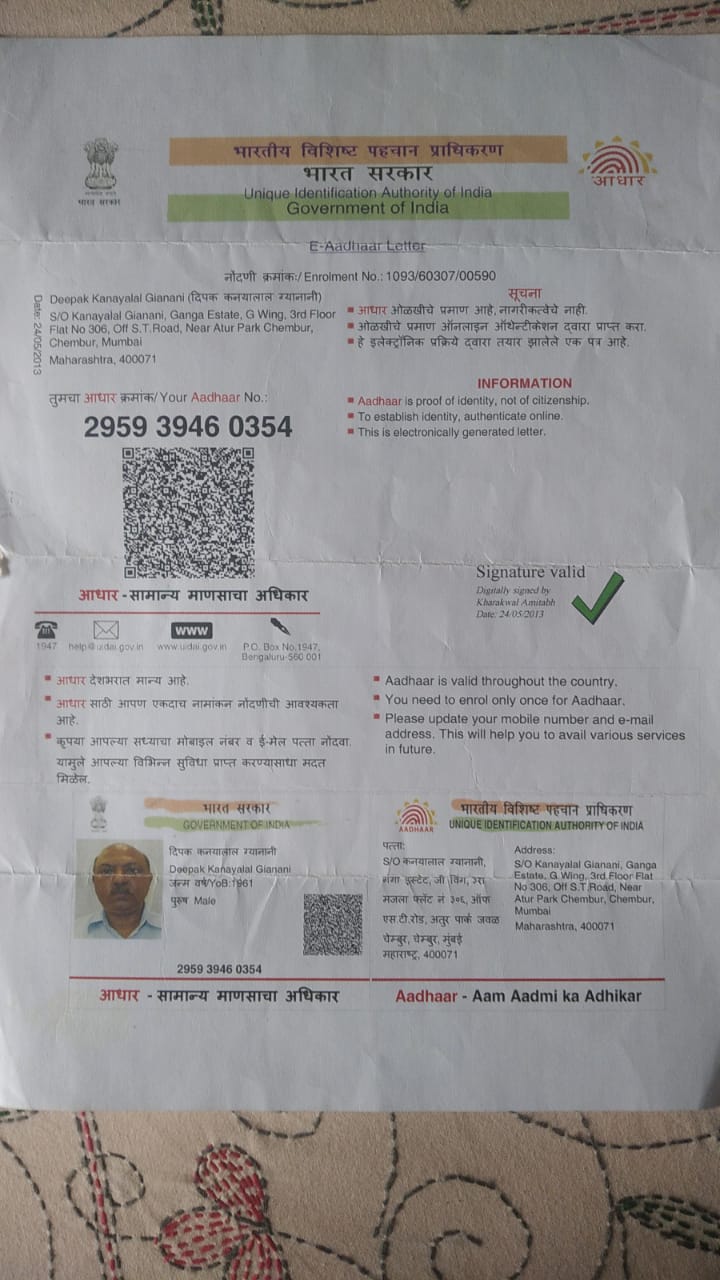 भारतीय विशिष्ट पहचान प्राधिकरण
भारत सरकार
Unique Identification Authority of India
Government of India
भारत सरकार
आधार
E-Aadhaar Letter
नोंदणी क्रमांक:/ Enrolment No.: 1093/60307/00590
Date: 24/05/2013
Deepak Kanayalal Gianani (दिपक कनयालाल ग्यानानी)
S/O Kanayalal Gianani, Ganga Estate, G Wing, 3rd Floor
Flat No 306, Off S.T.Road, Near Atur Park Chembur,
Chembur, Mumbai
Maharashtra, 400071
सूचना
आधार ओळखीचे प्रमाण आहे, नागरीकत्वेचे नाही.
ओळखीचे प्रमाण ऑनलाइन ऑथेन्टीकेशन द्वारा प्राप्त करा.
हे इलेक्ट्रॉनिक प्रक्रिये द्वारा तयार झालेले एक पत्र आहे.
तुमचा आधार क्रमांक/ Your Aadhaar No.:
2959 3946 0354
INFORMATION
Aadhaar is proof of identity, not of citizenship.
To establish identity, authenticate online.
This is electronically generated letter.
आधार -सामान्य माणसाचा अधिकार
Signature valid
Digitally signed by
Kharakwal Amitabh
Date: 24/05/2013
1947
help@uidai.gov.in
www
www.uidai.gov.in
P.O. Box No.1947,
Bengaluru-560 001
आधार देशभरात मान्य आहे.
आधार साठी आपण एकदाच नामांकन नोंदणीची आवश्यकता
आहे.
कृपया आपल्या सध्याचा मोबाइल नंबर व ई-मेल पत्ता नोंदवा.
यामुळे आपल्या विभिन्न सुविधा प्राप्त करण्यासाधा मदत
मिळेल.
Aadhaar is valid throughout the country.
You need to enrol only once for Aadhaar.
Please update your mobile number and e-mail
address. This will help you to avail various services
in future.
भारत सरकार
GOVERNMENT OF INDIA
दिपक कनयालाल ग्यानानी
Deepak Kanayalal Gianani
जन्म वर्ष/YoB:1961
पुरुष Male
2959 3946 0354
आधार - सामान्य माणसाचा अधिकार
भारतीय विशिष्ट पहचान प्राधिकरण
AADHAAR
UNIQUE IDENTIFICATION AUTHORITY OF INDIA
पत्ता:
S/O कनयालाल ग्यानानी,
गंगा इस्टेट, जी विंग, ३रा
मजला फ्लॅट नं ३०६, ऑफ
एस.टी.रोड, अतुर पार्क जवळ
चेम्बुर, चेम्बुर, मुंबई
महाराष्ट्र, 400071
Address:
S/O Kanayalal Gianani, Ganga
Estate, G Wing, 3rd Floor Flat
No 306, Off S.T.Road, Near
Atur Park Chembur, Chembur,
Mumbai
Maharashtra, 400071
Aadhaar - Aam Aadmi ka Adhikar